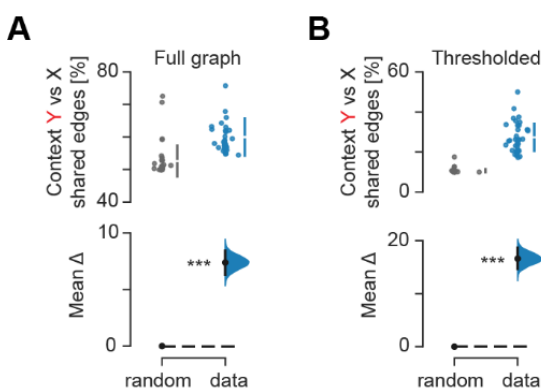 A
Full graph
Context Y vs X
shared edges [%]
80
40
Mean Δ
10
0
***
random
data
B
Thresholded
Context Y vs X
shared edges [%]
60
0
Mean Δ
20
0
***
random
data